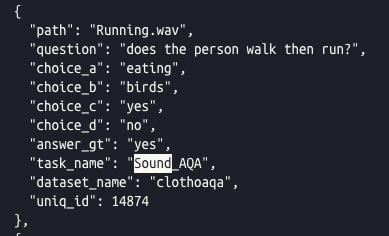 {
"path": "Running.wav",
"question": "does the person walk then run?",
"choice_a": "eating",
"choice_b": "birds",
"choice_c": "yes",
"choice_d": "no",
"answer_gt": "yes",
"task_name": "Sound_AQA",
"dataset_name": "clothoaqa",
"uniq_id": 14874
},